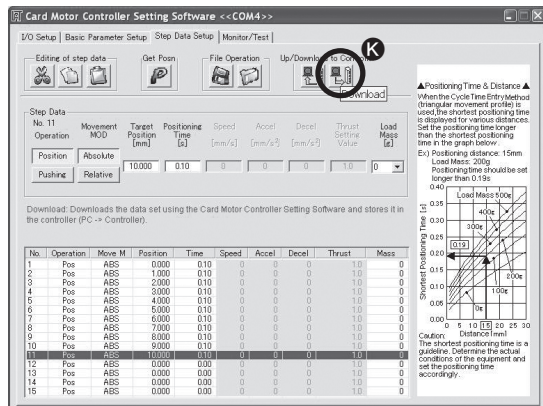 Card Motor Controller Setting Software <<COM4>>
I/O Setup Basic Parameter Setup Step Data Setup Monitor/Test
Editing of step data Get Posn File Operation Up/Download to Con
K
Download
Step Data
No. 11
Operation Movement MOD Target Position [mm] Positioning Time [s] Speed [mm/s] Accel [mm/s²] Decel [mm/s²] Thrust Setting Value Load Mass [g]
Position Absolute
10.000 0.10 0 0 0 1.0 0
Pushing Relative
Download: Downloads the data set using the Card Motor Controller Setting Software and stores it in
the controller (PC -> Controller).
No. Operation Move M Position Time Speed Accel Decel Thrust Mass
1 Pos ABS 0.000 0.10 0 0 0 1.0 0
2 Pos ABS 1.000 0.10 0 0 0 1.0 0
3 Pos ABS 2.000 0.10 0 0 0 1.0 0
4 Pos ABS 3.000 0.10 0 0 0 1.0 0
5 Pos ABS 4.000 0.10 0 0 0 1.0 0
6 Pos ABS 5.000 0.10 0 0 0 1.0 0
7 Pos ABS 6.000 0.10 0 0 0 1.0 0
8 Pos ABS 7.000 0.10 0 0 0 1.0 0
9 Pos ABS 8.000 0.10 0 0 0 1.0 0
10 Pos ABS 9.000 0.10 0 0 0 1.0 0
11 Pos ABS 10.000 0.10 0 0 0 1.0 0
12 Pos ABS 0.000 0.00 0 0 0 1.0 0
13 Pos ABS 0.000 0.00 0 0 0 1.0 0
14 Pos ABS 0.000 0.00 0 0 0 1.0 0
15 Pos ABS 0.000 0.00 0 0 0 1.0 0
▲Positioning Time & Distance▲
When the Cycle Time Entry Method
(triangular movement profile) is
used,the shortest positioning time
is displayed for various distances.
Set the positioning time longer
than the shortest positioning
time in the graph below.
Ex) Positioning distance: 15mm
Load Mass: 200g
Positioning time should be set
longer than 0.19s
Shortest Positioning Time [s]
0.40
Load Mass 500g
0.35
400g
0.30
300g
0.25
0.19
0.20
200g
0.15
100g
0.10
0.05
0g
0.00
0 5 10 15 20 25 30
Distance [mm]
Caution:
The shortest positioning time is a
guideline. Determine the actual
conditions of the equipment and
set the positioning time
accordingly.